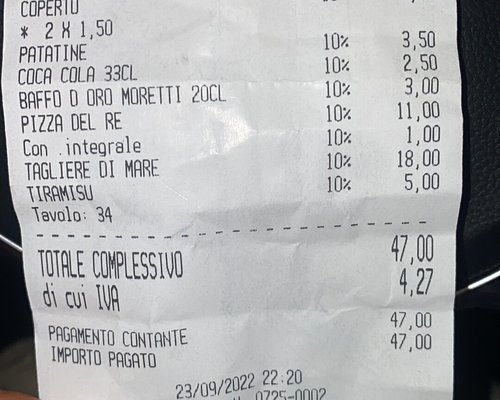 COPERTO
* 2 X 1,50
PATATINE 10% 3,50
COCA COLA 33CL 10% 2,50
BAFFO D ORO MORETTI 20CL 10% 3,00
PIZZA DEL RE 10% 11,00
Con .integrale 10% 1,00
TAGLIERE DI MARE 10% 18,00
TIRAMISU 10% 5,00
Tavolo: 34
TOTALE COMPLESSIVO 47,00
di cui IVA 4,27
PAGAMENTO CONTANTE 47,00
IMPORTO PAGATO 47,00
23/09/2022 22:20
0725-0002